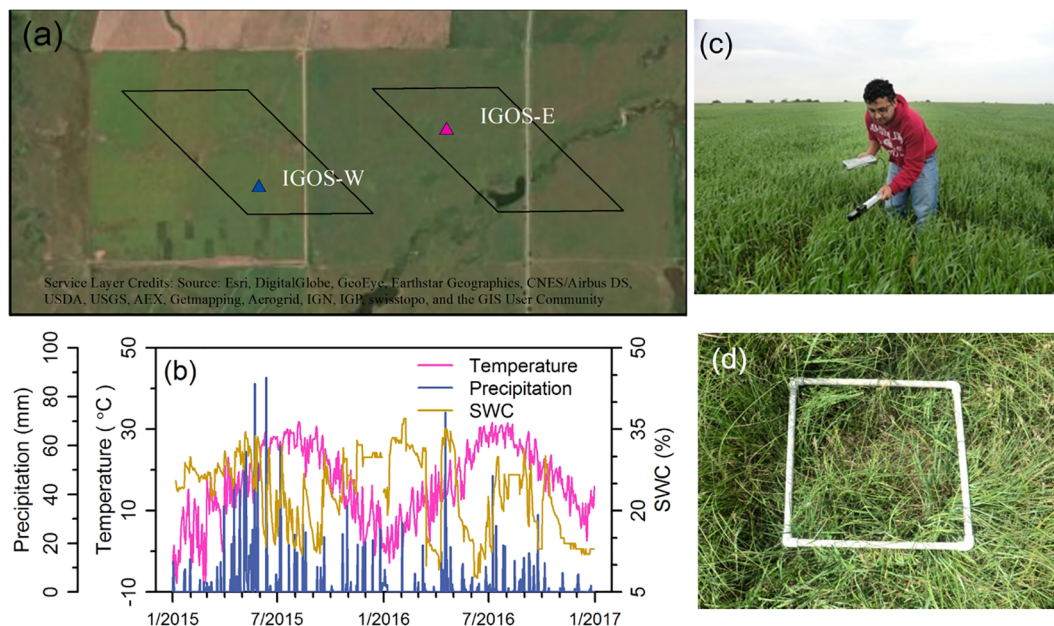 (a)
IGOS-E
IGOS-W
Service Layer Credits: Source: Esri, DigitalGlobe, GeoEye, Earthstar Geographics, CNES/Airbus DS,
USDA, USGS, AEX, Getmapping, Aerogrid, IGN, IGP, swisstopo, and the GIS User Community
(c)
(b)
Temperature
Precipitation
SWC
Precipitation (mm)
100
80
60
40
20
0
Temperature ( °C)
50
30
10
-10
50
35
20
5
SWC (%)
1/2015
7/2015
1/2016
7/2016
1/2017
(d)